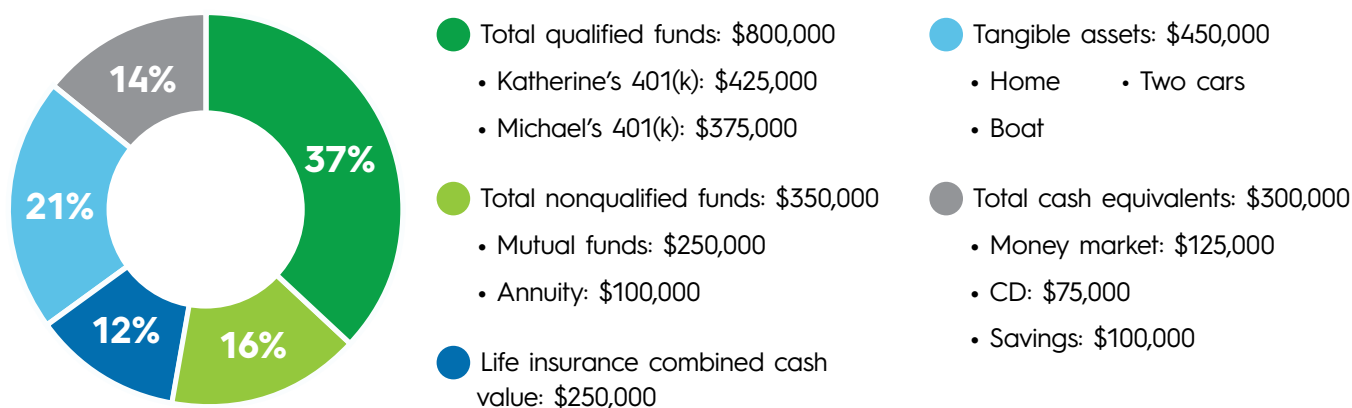 14%
37%
21%
12%
16%
Total qualified funds: $800,000
• Katherine’s 401(k): $425,000
• Michael’s 401(k): $375,000
Total nonqualified funds: $350,000
• Mutual funds: $250,000
• Annuity: $100,000
Life insurance combined cash
value: $250,000
Tangible assets: $450,000
• Home • Two cars
• Boat
Total cash equivalents: $300,000
• Money market: $125,000
• CD: $75,000
• Savings: $100,000